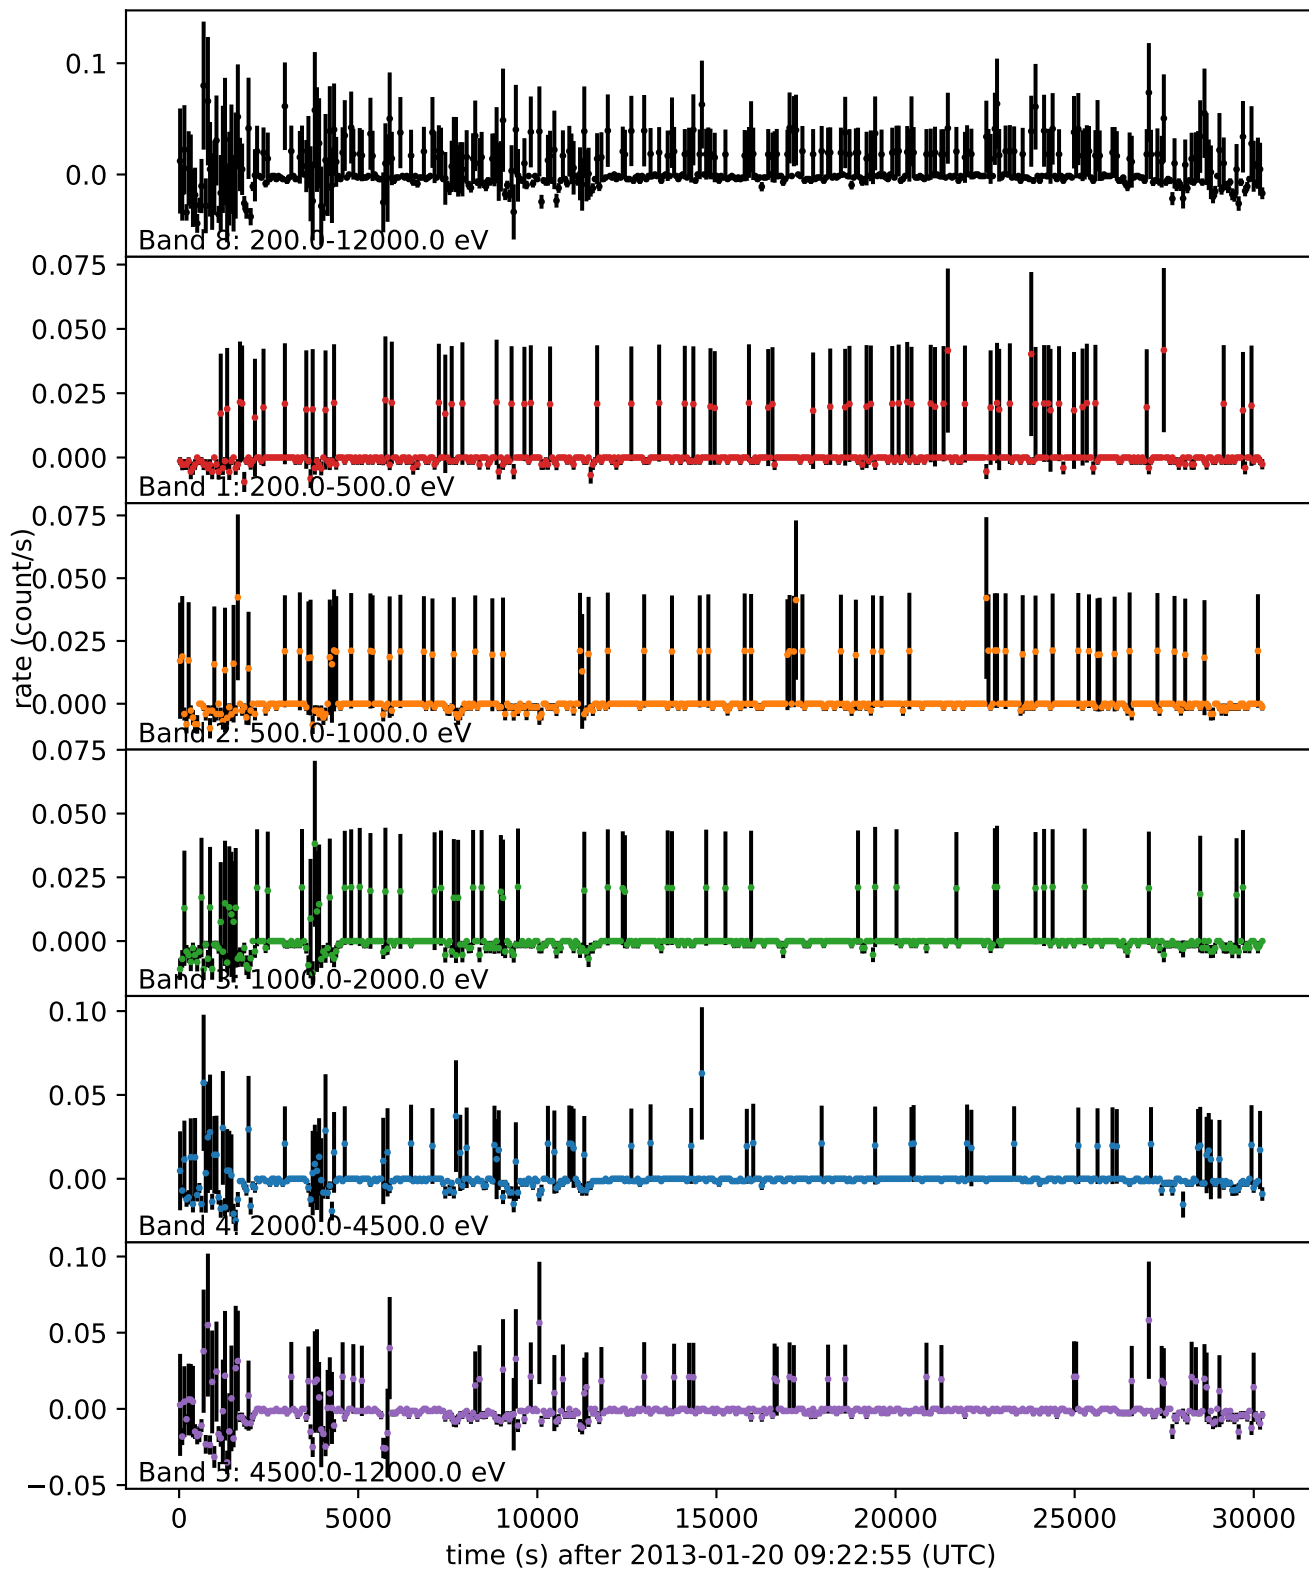 0.1
0.0
Band 8: 200.0-12000.0 eV
0.075
0.050
0.025
0.000
Band 1: 200.0-500.0 eV
0.075
0.050
0.025
0.000
Band 2: 500.0-1000.0 eV
rate (count/s)
0.075
0.050
0.025
0.000
Band 3: 1000.0-2000.0 eV
0.10
0.05
0.00
Band 4: 2000.0-4500.0 eV
0.10
0.05
0.00
−0.05
Band 5: 4500.0-12000.0 eV
0 5000 10000 15000 20000 25000 30000
time (s) after 2013-01-20 09:22:55 (UTC)